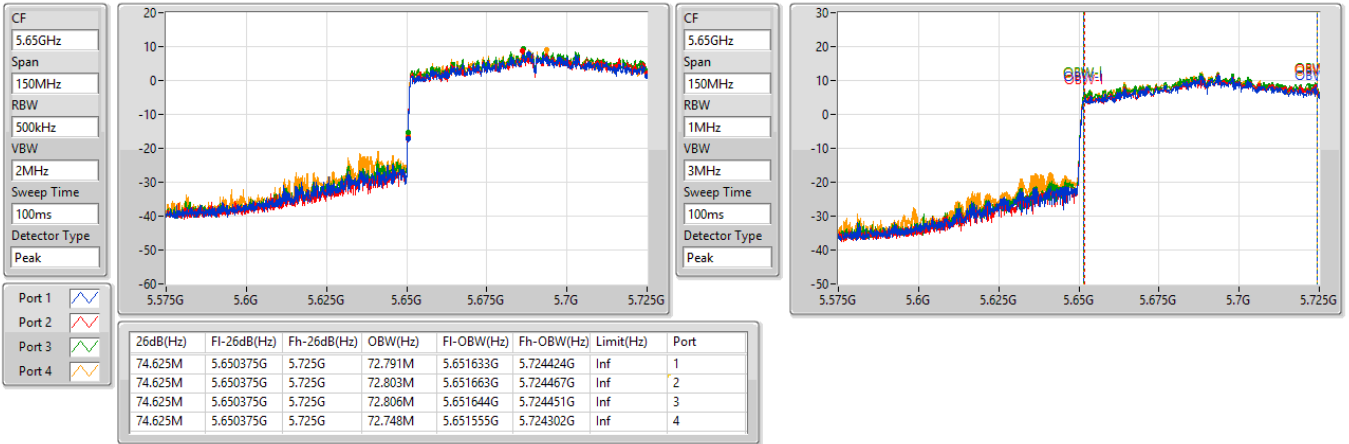 CF
5.65GHz
Span
150MHz
RBW
500kHz
VBW
2MHz
Sweep Time
100ms
Detector Type
Peak
Port 1
Port 2
Port 3
Port 4
20-
10-
0-
-10-
-20-
-30-
-40-
-50-
-60-
5.575G 5.6G 5.625G 5.65G 5.675G 5.7G 5.725G
CF
5.65GHz
Span
150MHz
RBW
1MHz
VBW
3MHz
Sweep Time
100ms
Detector Type
Peak
30-
20-
10-
0-
-10-
-20-
-30-
-40-
-50-
OBW-l
OBV
5.575G 5.6G 5.625G 5.65G 5.675G 5.7G 5.725G
26dB(Hz) Fl-26dB(Hz) Fh-26dB(Hz) OBW(Hz) Fl-OBW(Hz) Fh-OBW(Hz) Limit(Hz) Port
74.625M 5.650375G 5.725G 72.791M 5.651633G 5.724424G Inf 1
74.625M 5.650375G 5.725G 72.803M 5.651663G 5.724467G Inf 2
74.625M 5.650375G 5.725G 72.806M 5.651644G 5.724451G Inf 3
74.625M 5.650375G 5.725G 72.748M 5.651555G 5.724302G Inf 4